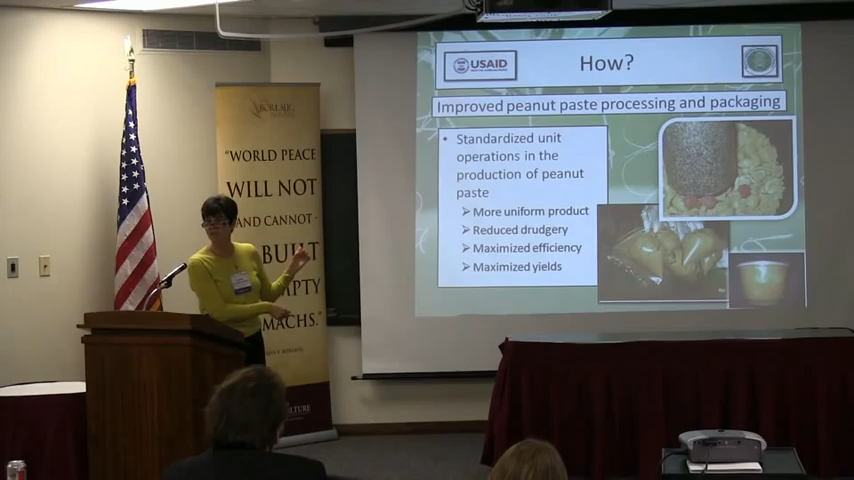 USAID
How?
Improved peanut paste processing and packaging
• Standardized unit
operations in the
production of peanut
paste
➢ More uniform product
➢ Reduced drudgery
➢ Maximized efficiency
➢ Maximized yields
"WORLD PEACE
WILL NOT
AND CANNOT
BUILT
MACHS."